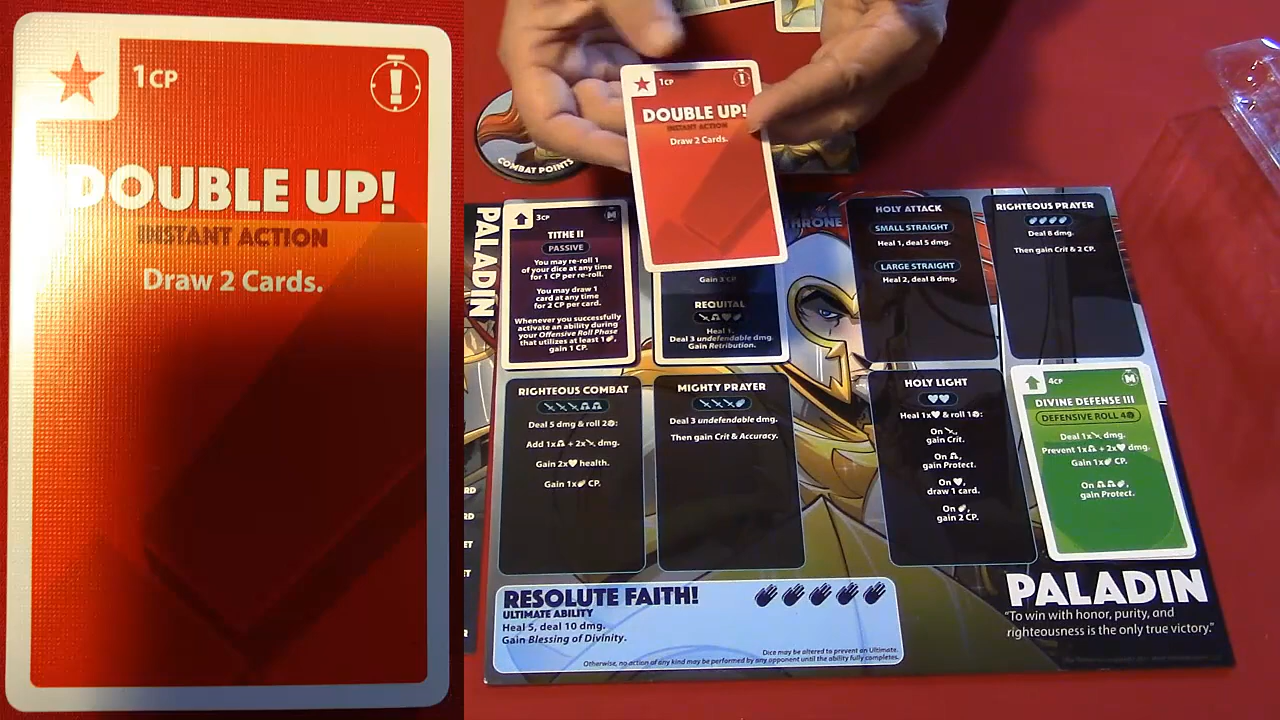 1CP
DOUBLE UP!
INSTANT ACTION
Draw 2 Cards.
1CP
DOUBLE UP!
INSTANT ACTION
Draw 2 Cards.
COMBAT POINTS
PALADIN
3CP
TITHE II
PASSIVE
You may re-roll 1
of your dice at any time
for 1 CP per re-roll.
You may draw 1
card at any time
for 2 CP per card.
Whenever you successfully
activate an ability during
your Offensive Roll Phase
that utilizes at least 1,
gain 1 CP.
Gain 3 CP.
REQUITAL
Heal 1.
Deal 3 undefendable dmg.
Gain Retribution.
THRONE
HOLY ATTACK
SMALL STRAIGHT
Heal 1, deal 5 dmg.
LARGE STRAIGHT
Heal 2, deal 8 dmg.
RIGHTEOUS PRAYER
Deal 8 dmg.
Then gain Crit & 2 CP.
RIGHTEOUS COMBAT
Deal 5 dmg & roll 2:
Add 1x + 2x dmg.
Gain 2x health.
Gain 1x CP.
MIGHTY PRAYER
Deal 3 undefendable dmg.
Then gain Crit & Accuracy.
HOLY LIGHT
Heal 1x & roll 1:
On ,
gain Crit.
On ,
gain Protect.
On ,
draw 1 card.
On ,
gain 2 CP.
4CP
DIVINE DEFENSE III
DEFENSIVE ROLL 4
Deal 1x dmg.
Prevent 1x + 2x dmg.
Gain 1x CP.
On ,
gain Protect.
RESOLUTE FAITH!
ULTIMATE ABILITY
Heal 5, deal 10 dmg.
Gain Blessing of Divinity.
Dice may be altered to prevent an Ultimate.
Otherwise, no action of any kind may be performed by any opponent until the ability fully completes.
PALADIN
"To win with honor, purity, and
righteousness is the only true victory."